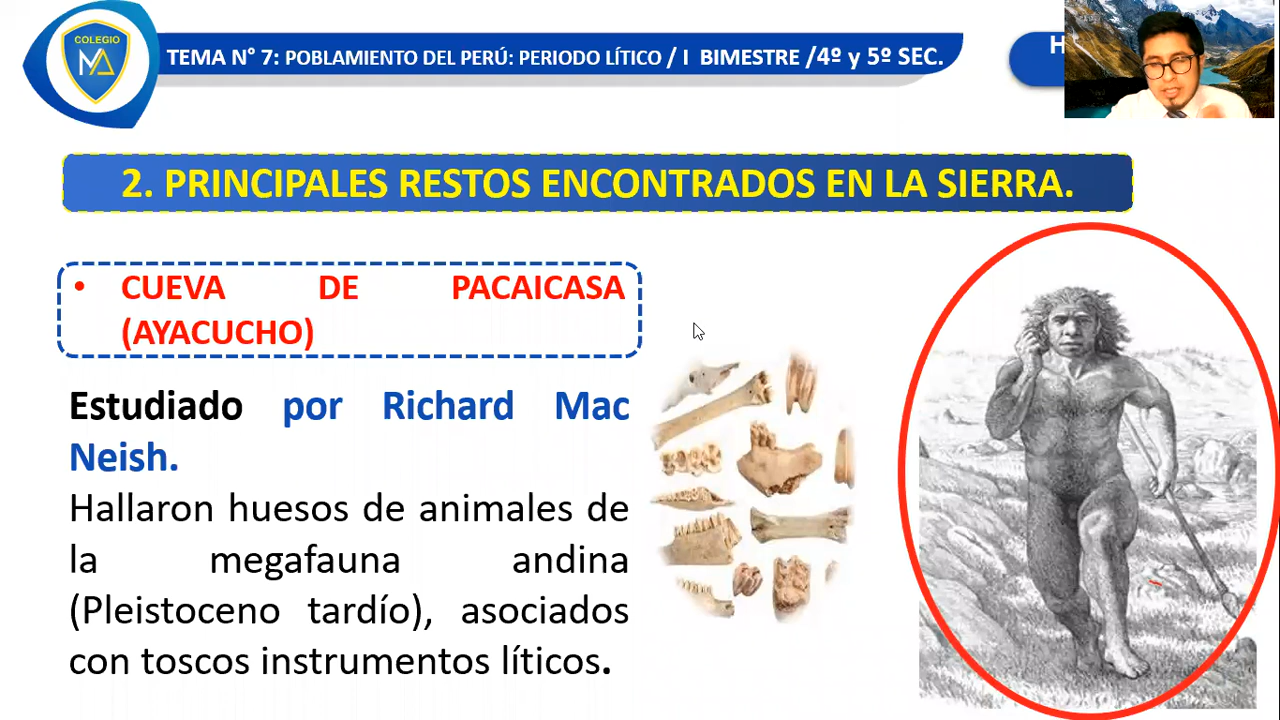 COLEGIO
MA
TEMA N° 7: POBLAMIENTO DEL PERÚ: PERIODO LÍTICO / I BIMESTRE /4º y 5º SEC.
H
2. PRINCIPALES RESTOS ENCONTRADOS EN LA SIERRA.
• CUEVA DE PACAICASA
(AYACUCHO)
Estudiado por Richard Mac
Neish.
Hallaron huesos de animales de
la megafauna andina
(Pleistoceno tardío), asociados
con toscos instrumentos líticos.